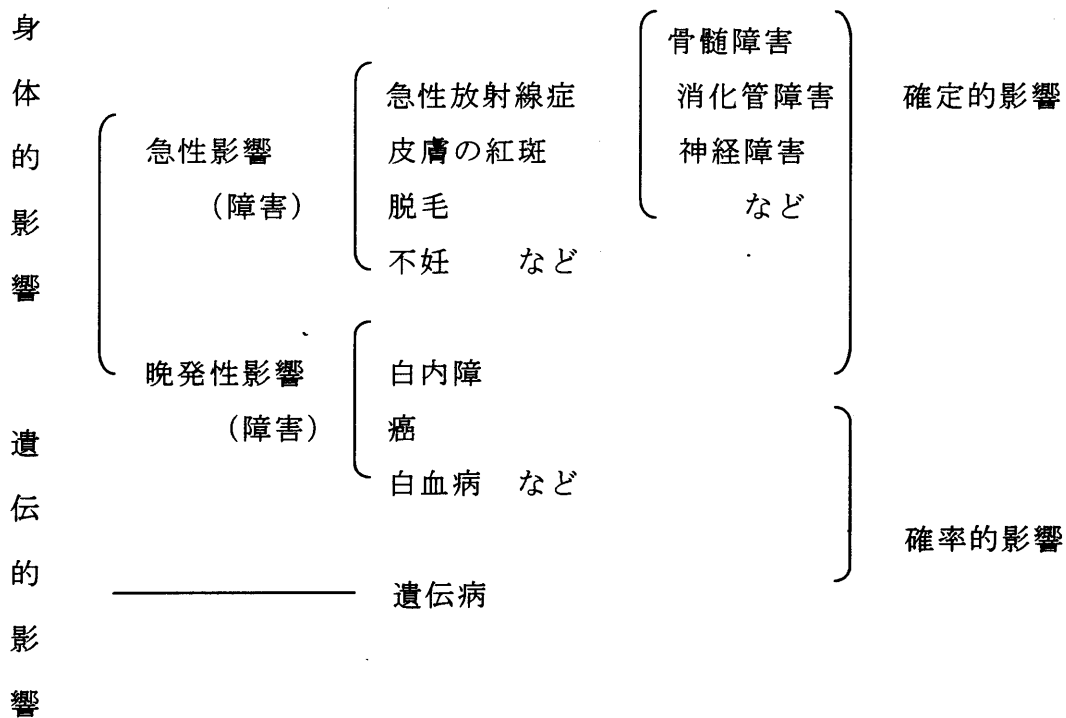 身体的影響
急性影響
(障害)
急性放射線症
皮膚の紅斑
脱毛
不妊 など
骨髄障害
消化管障害
神経障害
など
確定的影響
晩発性影響
(障害)
白内障
癌
白血病 など
遺伝的影響
遺伝病
確率的影響